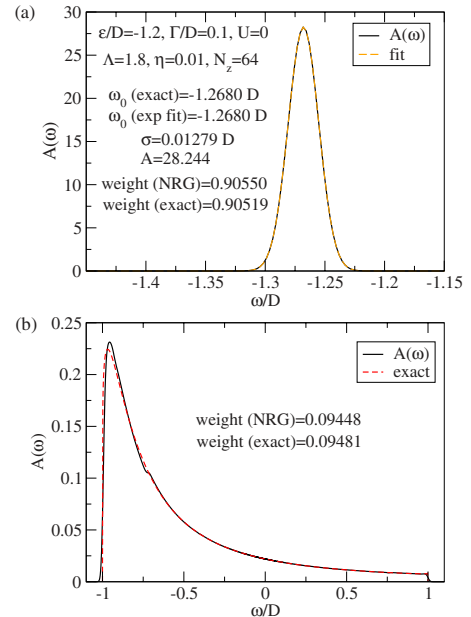 (a)
ε/D=-1.2, Γ/D=0.1, U=0
Λ=1.8, η=0.01, N_z=64
ω_0 (exact)=-1.2680 D
ω_0 (exp fit)=-1.2680 D
σ=0.01279 D
A=28.244
weight (NRG)=0.90550
weight (exact)=0.90519
A(ω)
fit
30
25
20
15
10
5
0
A(ω)
-1.4 -1.35 -1.3 -1.25 -1.2 -1.15
ω/D
(b)
A(ω)
exact
weight (NRG)=0.09448
weight (exact)=0.09481
0.25
0.2
0.15
0.1
0.05
0
A(ω)
-1 -0.5 0 0.5 1
ω/D